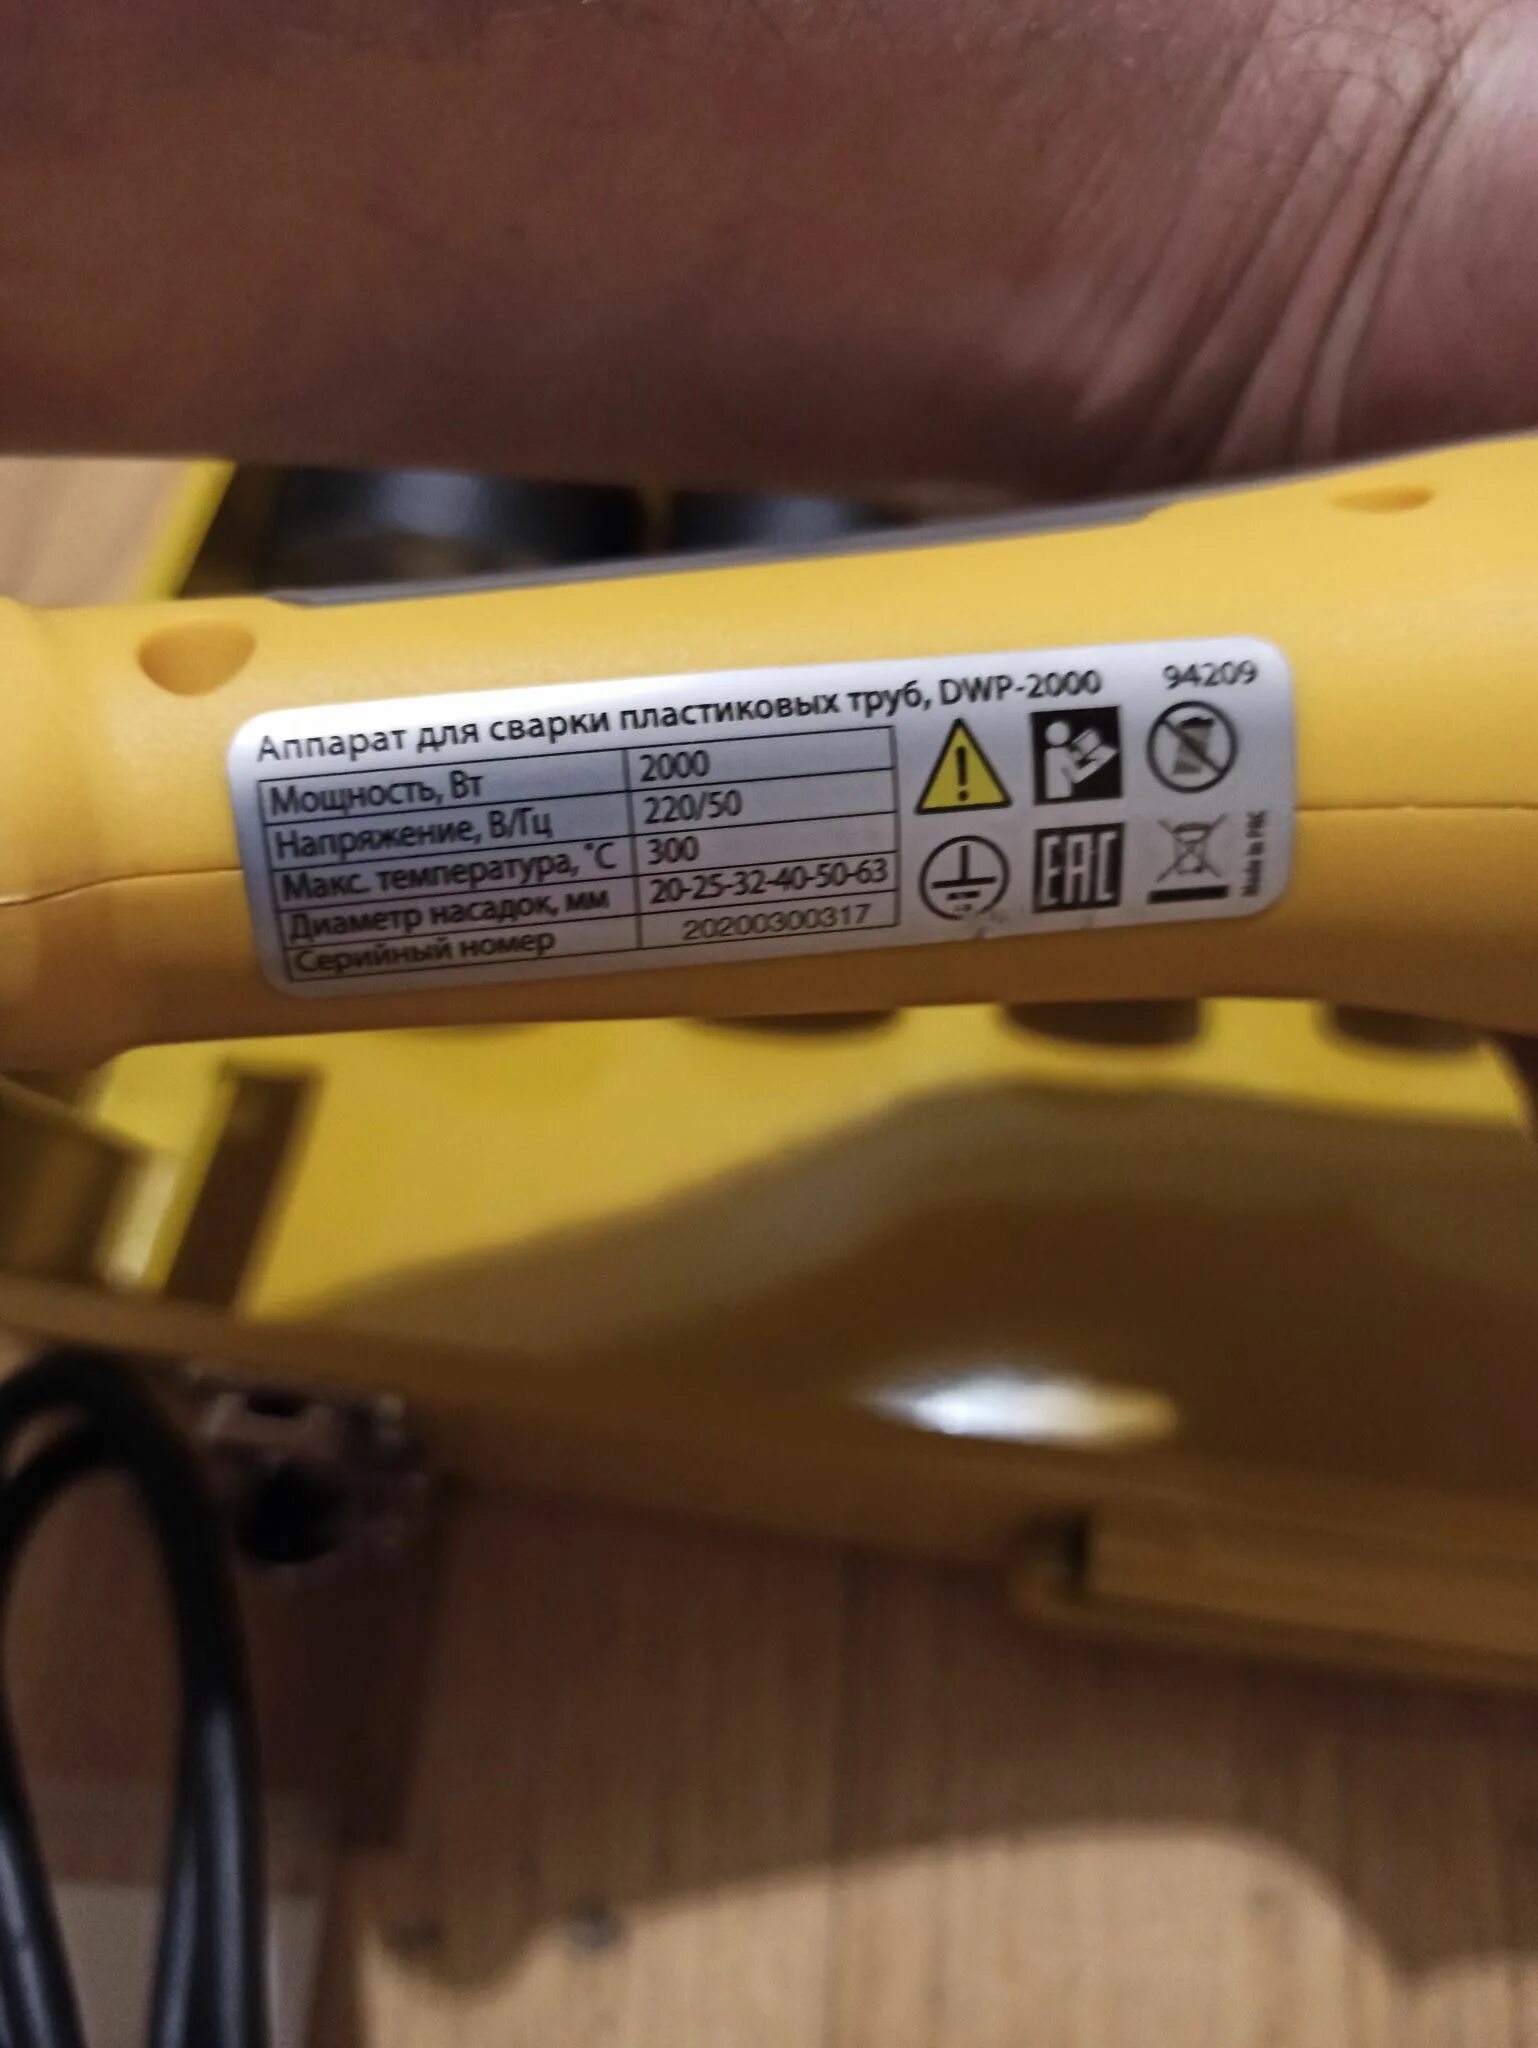 Аппарат для сварки пластиковых труб, DWP-2000 94209
Мощность, Вт 2000
Напряжение, В/Гц 220/50
Макс. температура, °С 300
Диаметр насадок, мм 20-25-32-40-50-63
Серийный номер 20200300317
EAC
Made in PRC